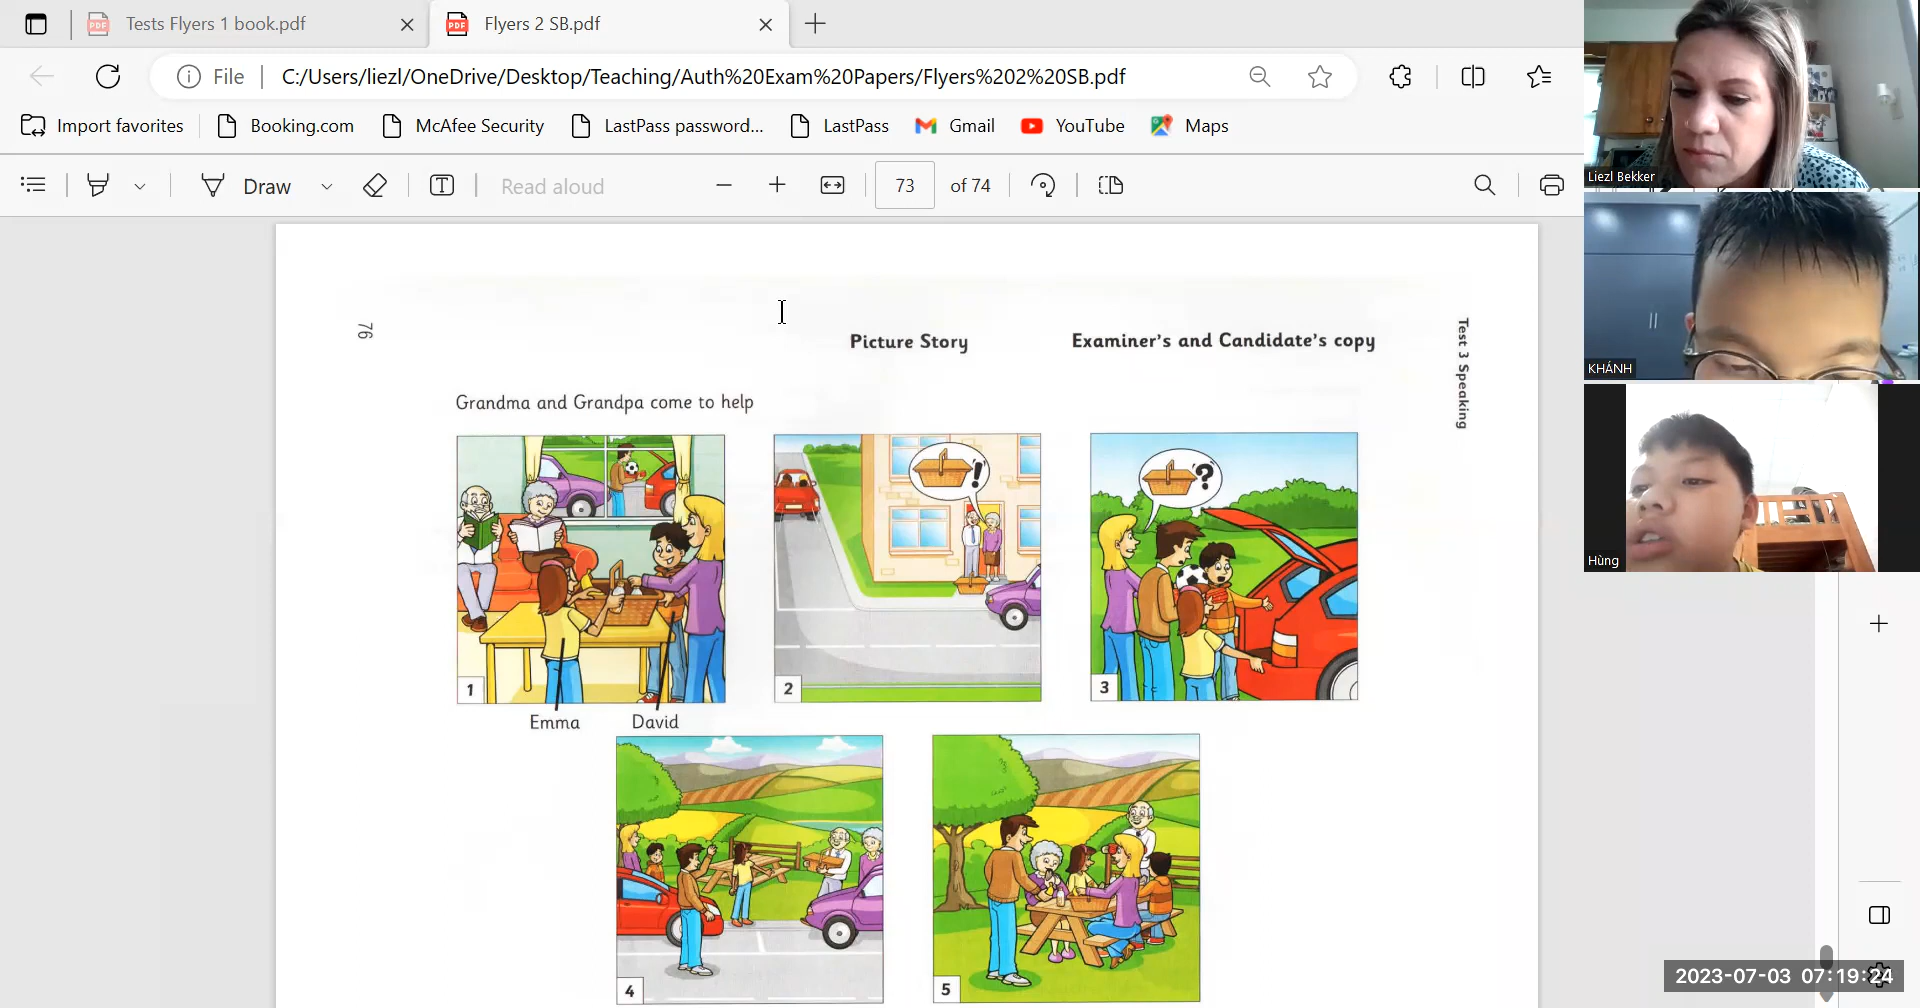 Tests Flyers 1 book.pdf
Flyers 2 SB.pdf
File
C:/Users/liezl/OneDrive/Desktop/Teaching/Auth%20Exam%20Papers/Flyers%202%20SB.pdf
Import favorites
Booking.com
McAfee Security
LastPass password...
LastPass
Gmail
YouTube
Maps
Draw
Read aloud
73
of 74
76
Picture Story
Examiner's and Candidate's copy
Test 3 Speaking
Grandma and Grandpa come to help
!
?
1
2
3
Emma
David
4
5
Liezl Bekker
KHÁNH
Hùng
2023-07-03 07:19:24